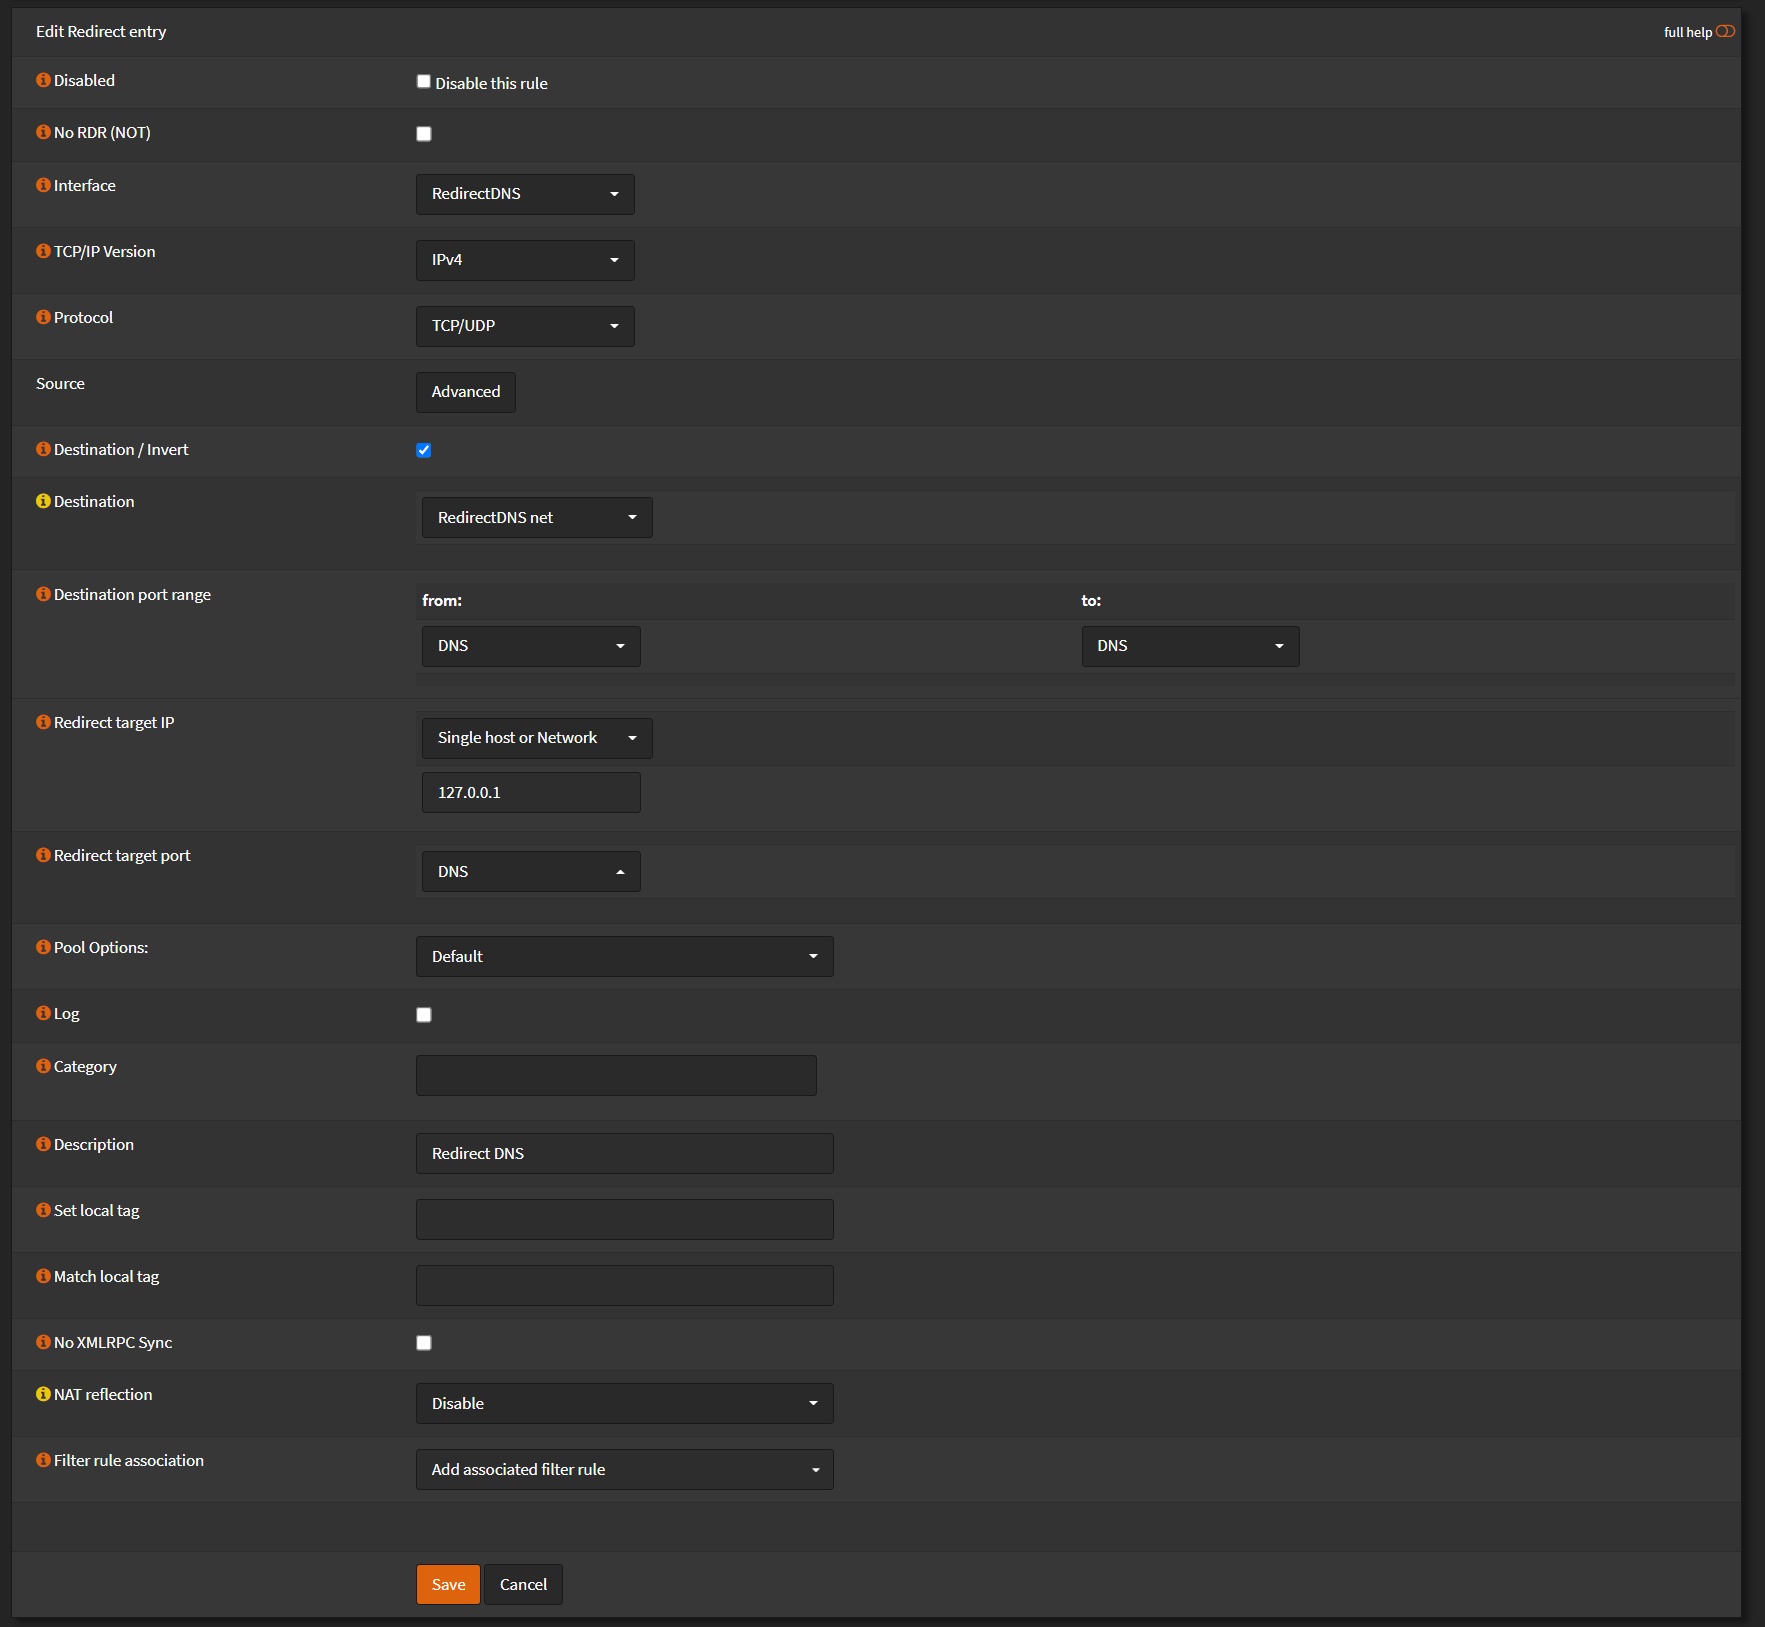 Edit Redirect entry
full help
Disabled
Disable this rule
No RDR (NOT)
Interface
RedirectDNS
TCP/IP Version
IPv4
Protocol
TCP/UDP
Source
Advanced
Destination / Invert
Destination
RedirectDNS net
Destination port range
from:
to:
DNS
DNS
Redirect target IP
Single host or Network
127.0.0.1
Redirect target port
DNS
Pool Options:
Default
Log
Category
Description
Redirect DNS
Set local tag
Match local tag
No XMLRPC Sync
NAT reflection
Disable
Filter rule association
Add associated filter rule
Save
Cancel